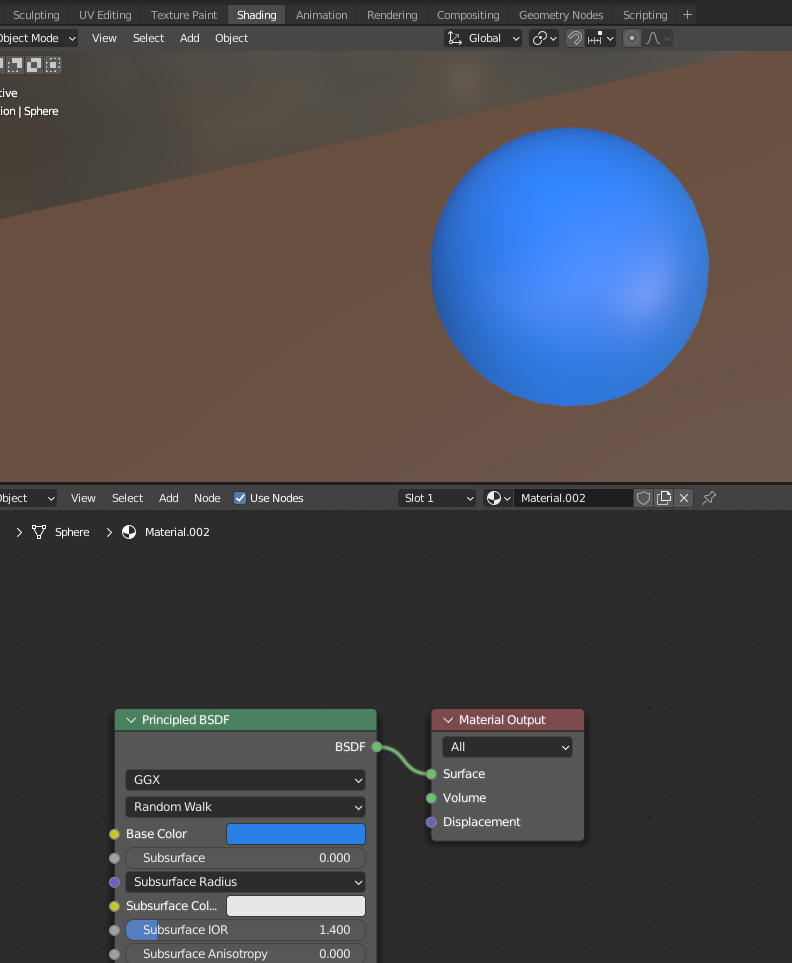 Sculpting UV Editing Texture Paint Shading Animation Rendering Compositing Geometry Nodes Scripting +
Object Mode View Select Add Object Global
tive
ion | Sphere
Object View Select Add Node Use Nodes Slot 1 Material.002
> Sphere > Material.002
Principled BSDF
BSDF
GGX
Random Walk
Base Color
Subsurface 0.000
Subsurface Radius
Subsurface Col...
Subsurface IOR 1.400
Subsurface Anisotropy 0.000
Material Output
All
Surface
Volume
Displacement